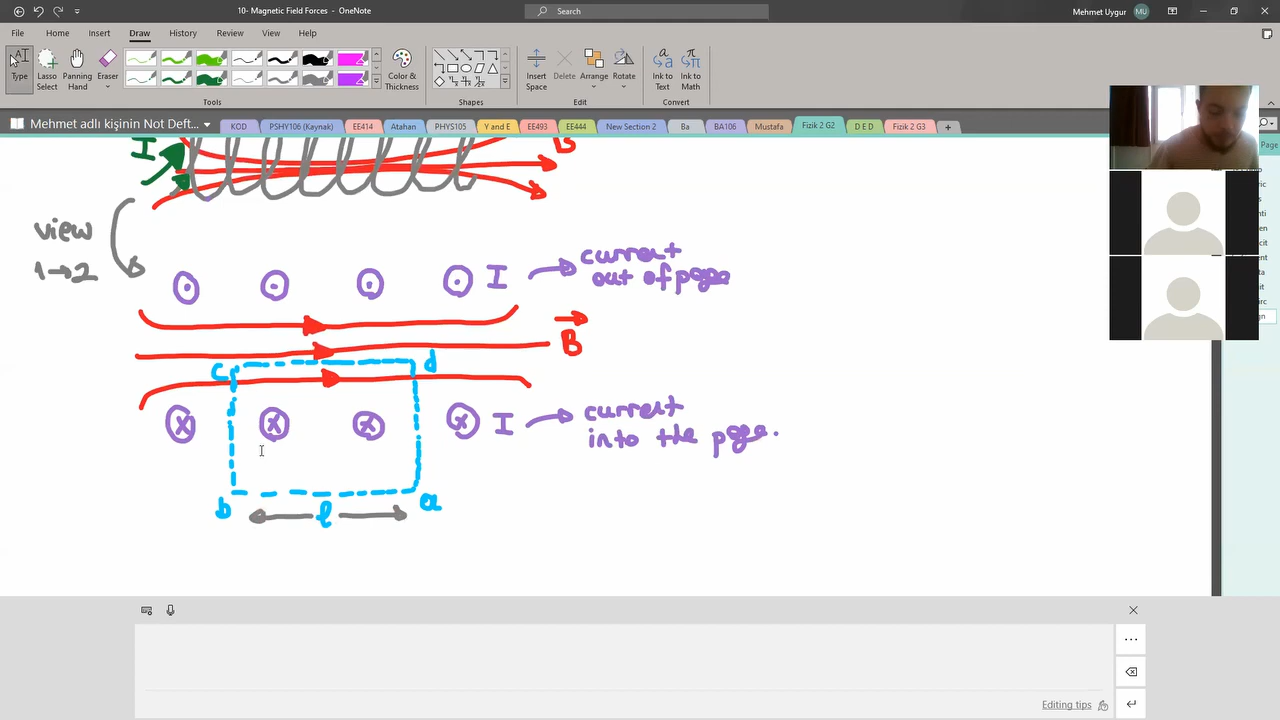 10- Magnetic Field Forces - OneNote
Search
Mehmet Uygur
MU
File
Home
Insert
Draw
History
Review
View
Help
Type
Lasso Select
Panning Hand
Eraser
Color & Thickness
Insert Space
Delete
Arrange
Rotate
Ink to Text
Ink to Math
Tools
Shapes
Edit
Convert
Mehmet adlı kişinin Not Deft...
KOD
PSHY106 (Kaynak)
EE414
Atahan
PHYS105
Y and E
EE493
EE444
New Section 2
Ba
BA106
Mustafa
Fizik 2 G2
D E D
Fizik 2 G3
+
Page
I
B
view
1→2
I
current
out of page
B
c
d
I
current
into the page.
b
l
a
Editing tips